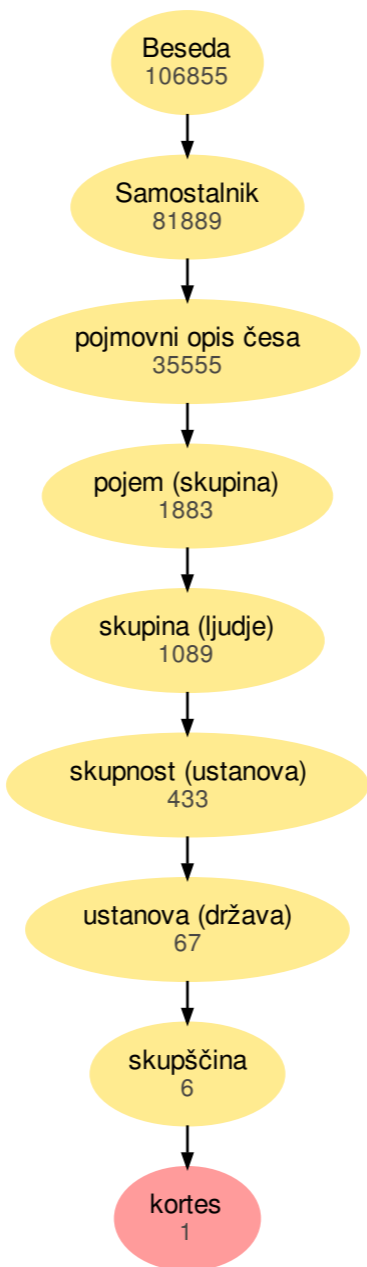 Beseda
106855
Samostalnik
81889
pojmovni opis česa
35555
pojem (skupina)
1883
skupina (ljudje)
1089
skupnost (ustanova)
433
ustanova (država)
67
skupščina
6
kortes
1